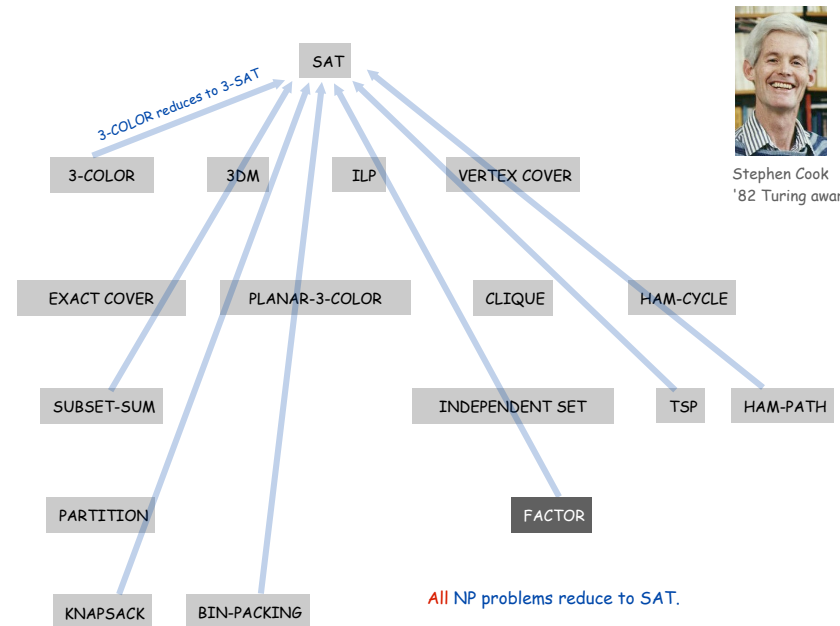 SAT
3-COLOR reduces to 3-SAT
3-COLOR
3DM
ILP
VERTEX COVER
Stephen Cook
'82 Turing awar
EXACT COVER
PLANAR-3-COLOR
CLIQUE
HAM-CYCLE
SUBSET-SUM
INDEPENDENT SET
TSP
HAM-PATH
PARTITION
FACTOR
KNAPSACK
BIN-PACKING
All NP problems reduce to SAT.